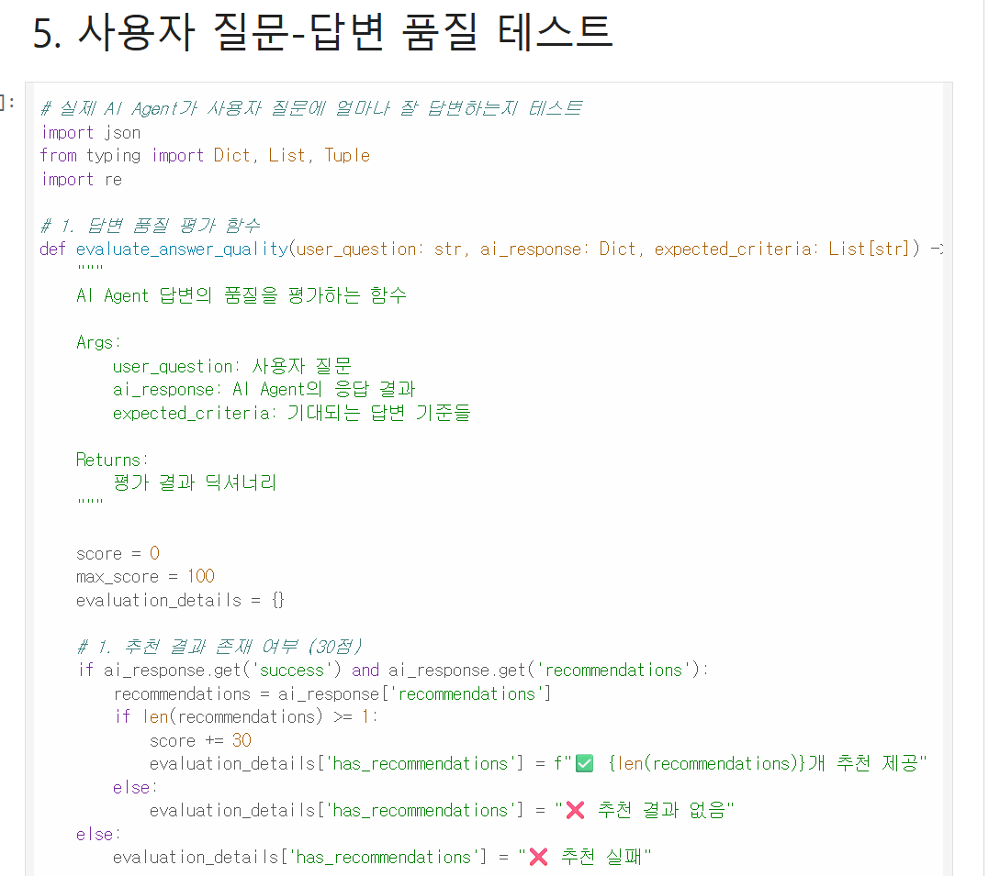 5. 사용자 질문-답변 품질 테스트
]:
# 실제 AI Agent가 사용자 질문에 얼마나 잘 답변하는지 테스트
import json
from typing import Dict, List, Tuple
import re
# 1. 답변 품질 평가 함수
def evaluate_answer_quality(user_question: str, ai_response: Dict, expected_criteria: List[str]) ->
"""
AI Agent 답변의 품질을 평가하는 함수
Args:
user_question: 사용자 질문
ai_response: AI Agent의 응답 결과
expected_criteria: 기대되는 답변 기준들
Returns:
평가 결과 딕셔너리
"""
score = 0
max_score = 100
evaluation_details = {}
# 1. 추천 결과 존재 여부 (30점)
if ai_response.get('success') and ai_response.get('recommendations'):
recommendations = ai_response['recommendations']
if len(recommendations) >= 1:
score += 30
evaluation_details['has_recommendations'] = f"✅ {len(recommendations)}개 추천 제공"
else:
evaluation_details['has_recommendations'] = "❌ 추천 결과 없음"
else:
evaluation_details['has_recommendations'] = "❌ 추천 실패"